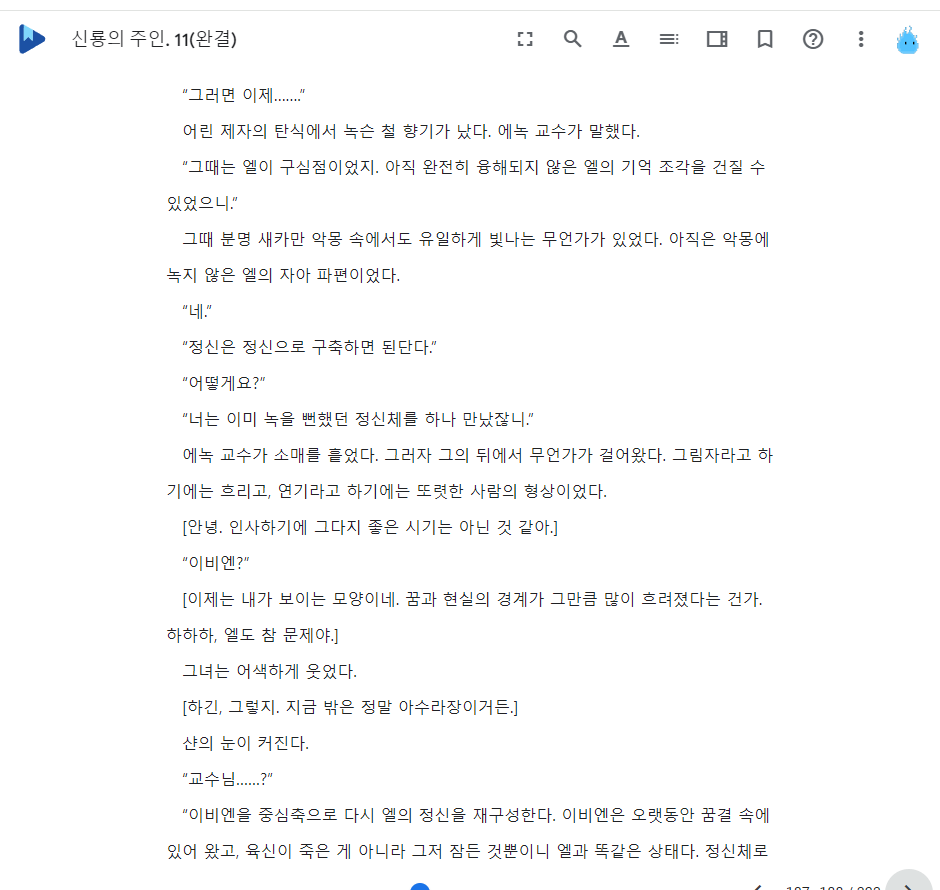 신룡의 주인. 11(완결)
“그러면 이제.......”
어린 제자의 탄식에서 녹슨 철 향기가 났다. 에녹 교수가 말했다.
“그때는 엘이 구심점이었지. 아직 완전히 융해되지 않은 엘의 기억 조각을 건질 수
있었으니.”
그때 분명 새카만 악몽 속에서도 유일하게 빛나는 무언가가 있었다. 아직은 악몽에
녹지 않은 엘의 자아 파편이었다.
“네.”
“정신은 정신으로 구축하면 된단다.”
“어떻게요?”
“너는 이미 녹을 뻔했던 정신체를 하나 만났잖니.”
에녹 교수가 소매를 흩었다. 그러자 그의 뒤에서 무언가가 걸어왔다. 그림자라고 하
기에는 흐리고, 연기라고 하기에는 또렷한 사람의 형상이었다.
[안녕. 인사하기에 그다지 좋은 시기는 아닌 것 같아.]
“이비엔?”
[이제는 내가 보이는 모양이네. 꿈과 현실의 경계가 그만큼 많이 흐려졌다는 건가.
하하하, 엘도 참 문제야.]
그녀는 어색하게 웃었다.
[하긴, 그렇지. 지금 밖은 정말 아수라장이거든.]
샨의 눈이 커진다.
“교수님......?”
“이비엔을 중심축으로 다시 엘의 정신을 재구성한다. 이비엔은 오랫동안 꿈결 속에
있어 왔고, 육신이 죽은 게 아니라 그저 잠든 것뿐이니 엘과 똑같은 상태다. 정신체로